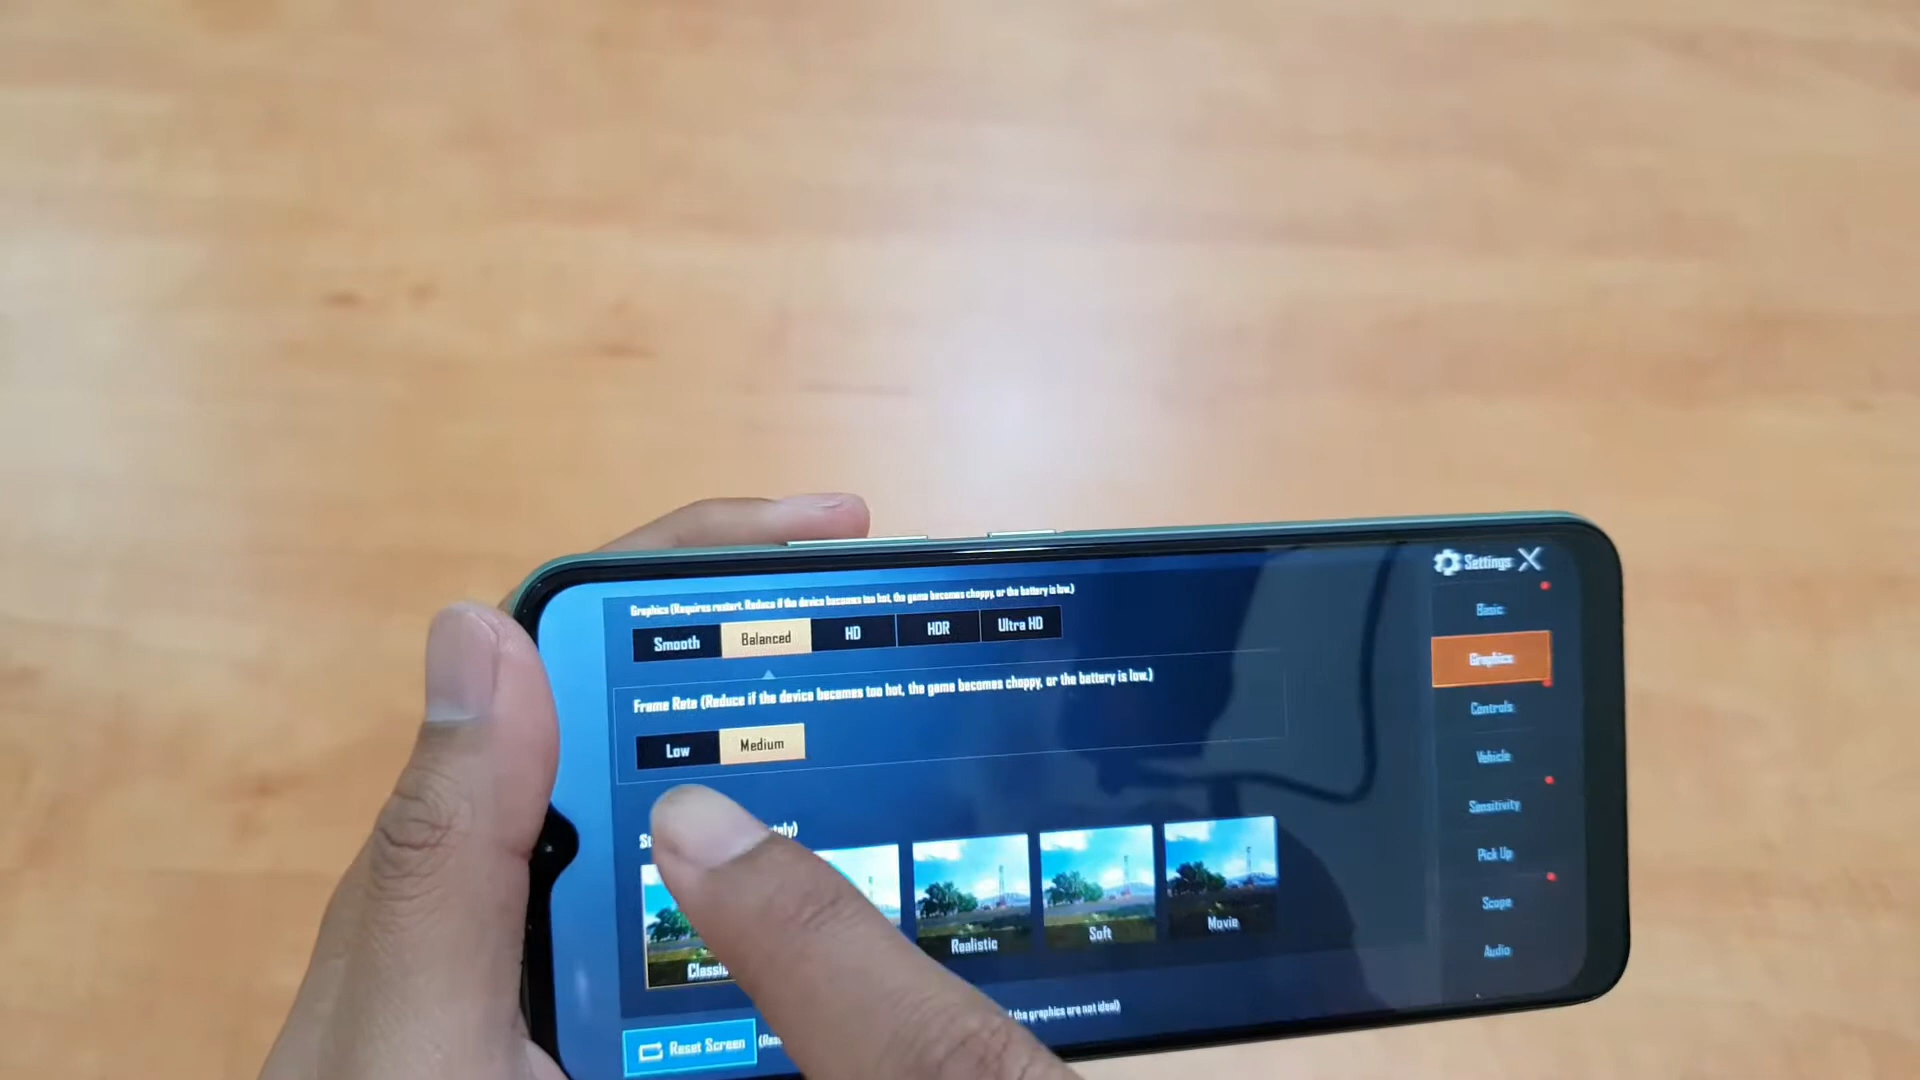 Graphics (Requires restart. Reduce if the device becomes too hot, the game becomes choppy, or the battery is low.)
Smooth Balanced HD HDR Ultra HD
Frame Rate (Reduce if the device becomes too hot, the game becomes choppy, or the battery is low.)
Low Medium
Classic Realistic Soft Movie
f the graphics are not ideal)
Reset Screen
Settings
Basic
Graphics
Controls
Vehicle
Sensitivity
Pick Up
Scope
Audio